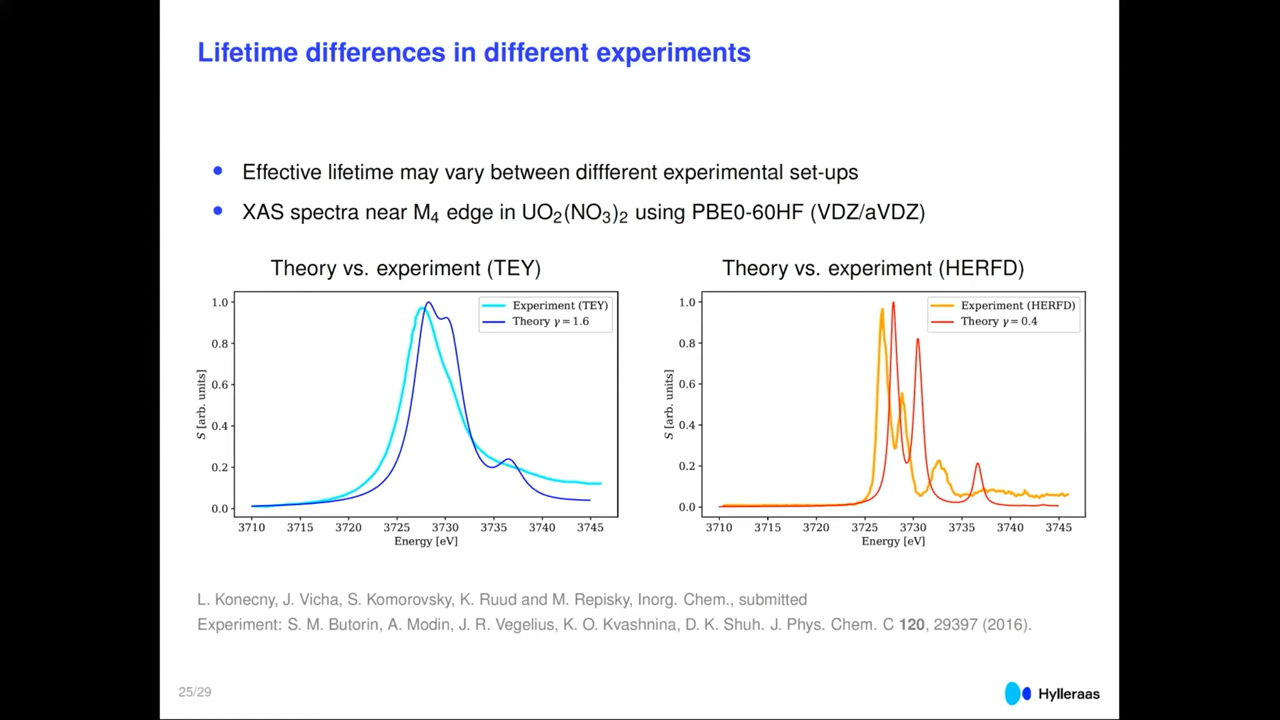 Lifetime differences in different experiments
Effective lifetime may vary between diffferent experimental set-ups
XAS spectra near M₄ edge in UO₂(NO₃)₂ using PBE0-60HF (VDZ/aVDZ)
Theory vs. experiment (TEY)
Experiment (TEY)
Theory γ = 1.6
S [arb. units]
1.0
0.8
0.6
0.4
0.2
0.0
3710 3715 3720 3725 3730 3735 3740 3745
Energy [eV]
Theory vs. experiment (HERFD)
Experiment (HERFD)
Theory γ = 0.4
S [arb. units]
1.0
0.8
0.6
0.4
0.2
0.0
3710 3715 3720 3725 3730 3735 3740 3745
Energy [eV]
L. Konecny, J. Vicha, S. Komorovsky, K. Ruud and M. Repisky, Inorg. Chem., submitted
Experiment: S. M. Butorin, A. Modin, J. R. Vegelius, K. O. Kvashnina, D. K. Shuh. J. Phys. Chem. C 120, 29397 (2016).
25/29
Hylleraas